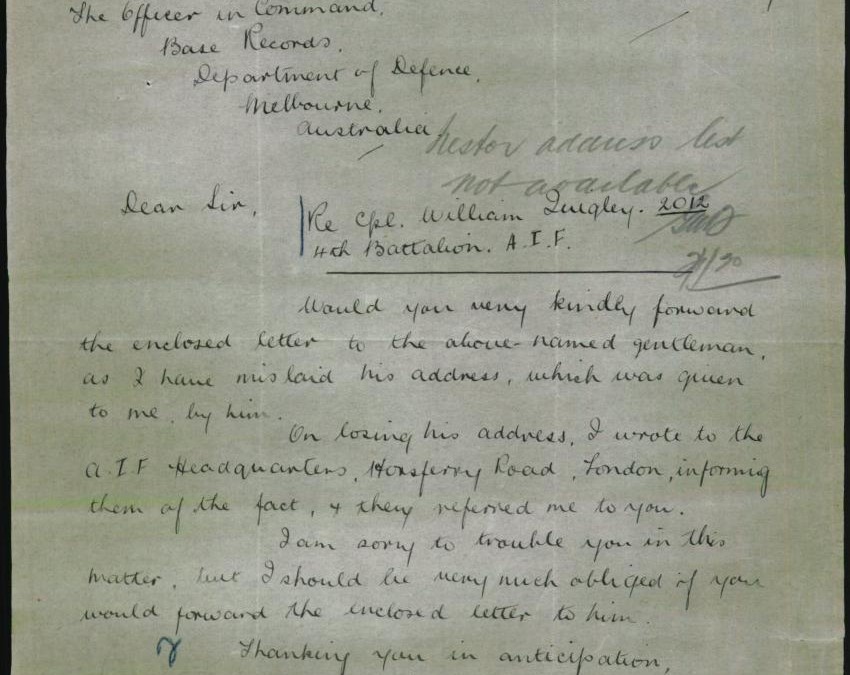 The Officer in Command,
Base Records,
Department of Defence,
Melbourne,
Australia
Nestor address list
not available
Dear Sir,
Re Cpl. William Quigley. 2012
4th Battalion. A.I.F.
Would you very kindly forward
the enclosed letter to the above-named gentleman,
as I have mislaid his address, which was given
to me, by him.
On losing his address, I wrote to the
A.I.F Headquarters, Horsferry Road, London, informing
them of the fact, & they referred me to you.
I am sorry to trouble you in this
matter, but I should be very much obliged if you
would forward the enclosed letter to him.
Thanking you in anticipation,